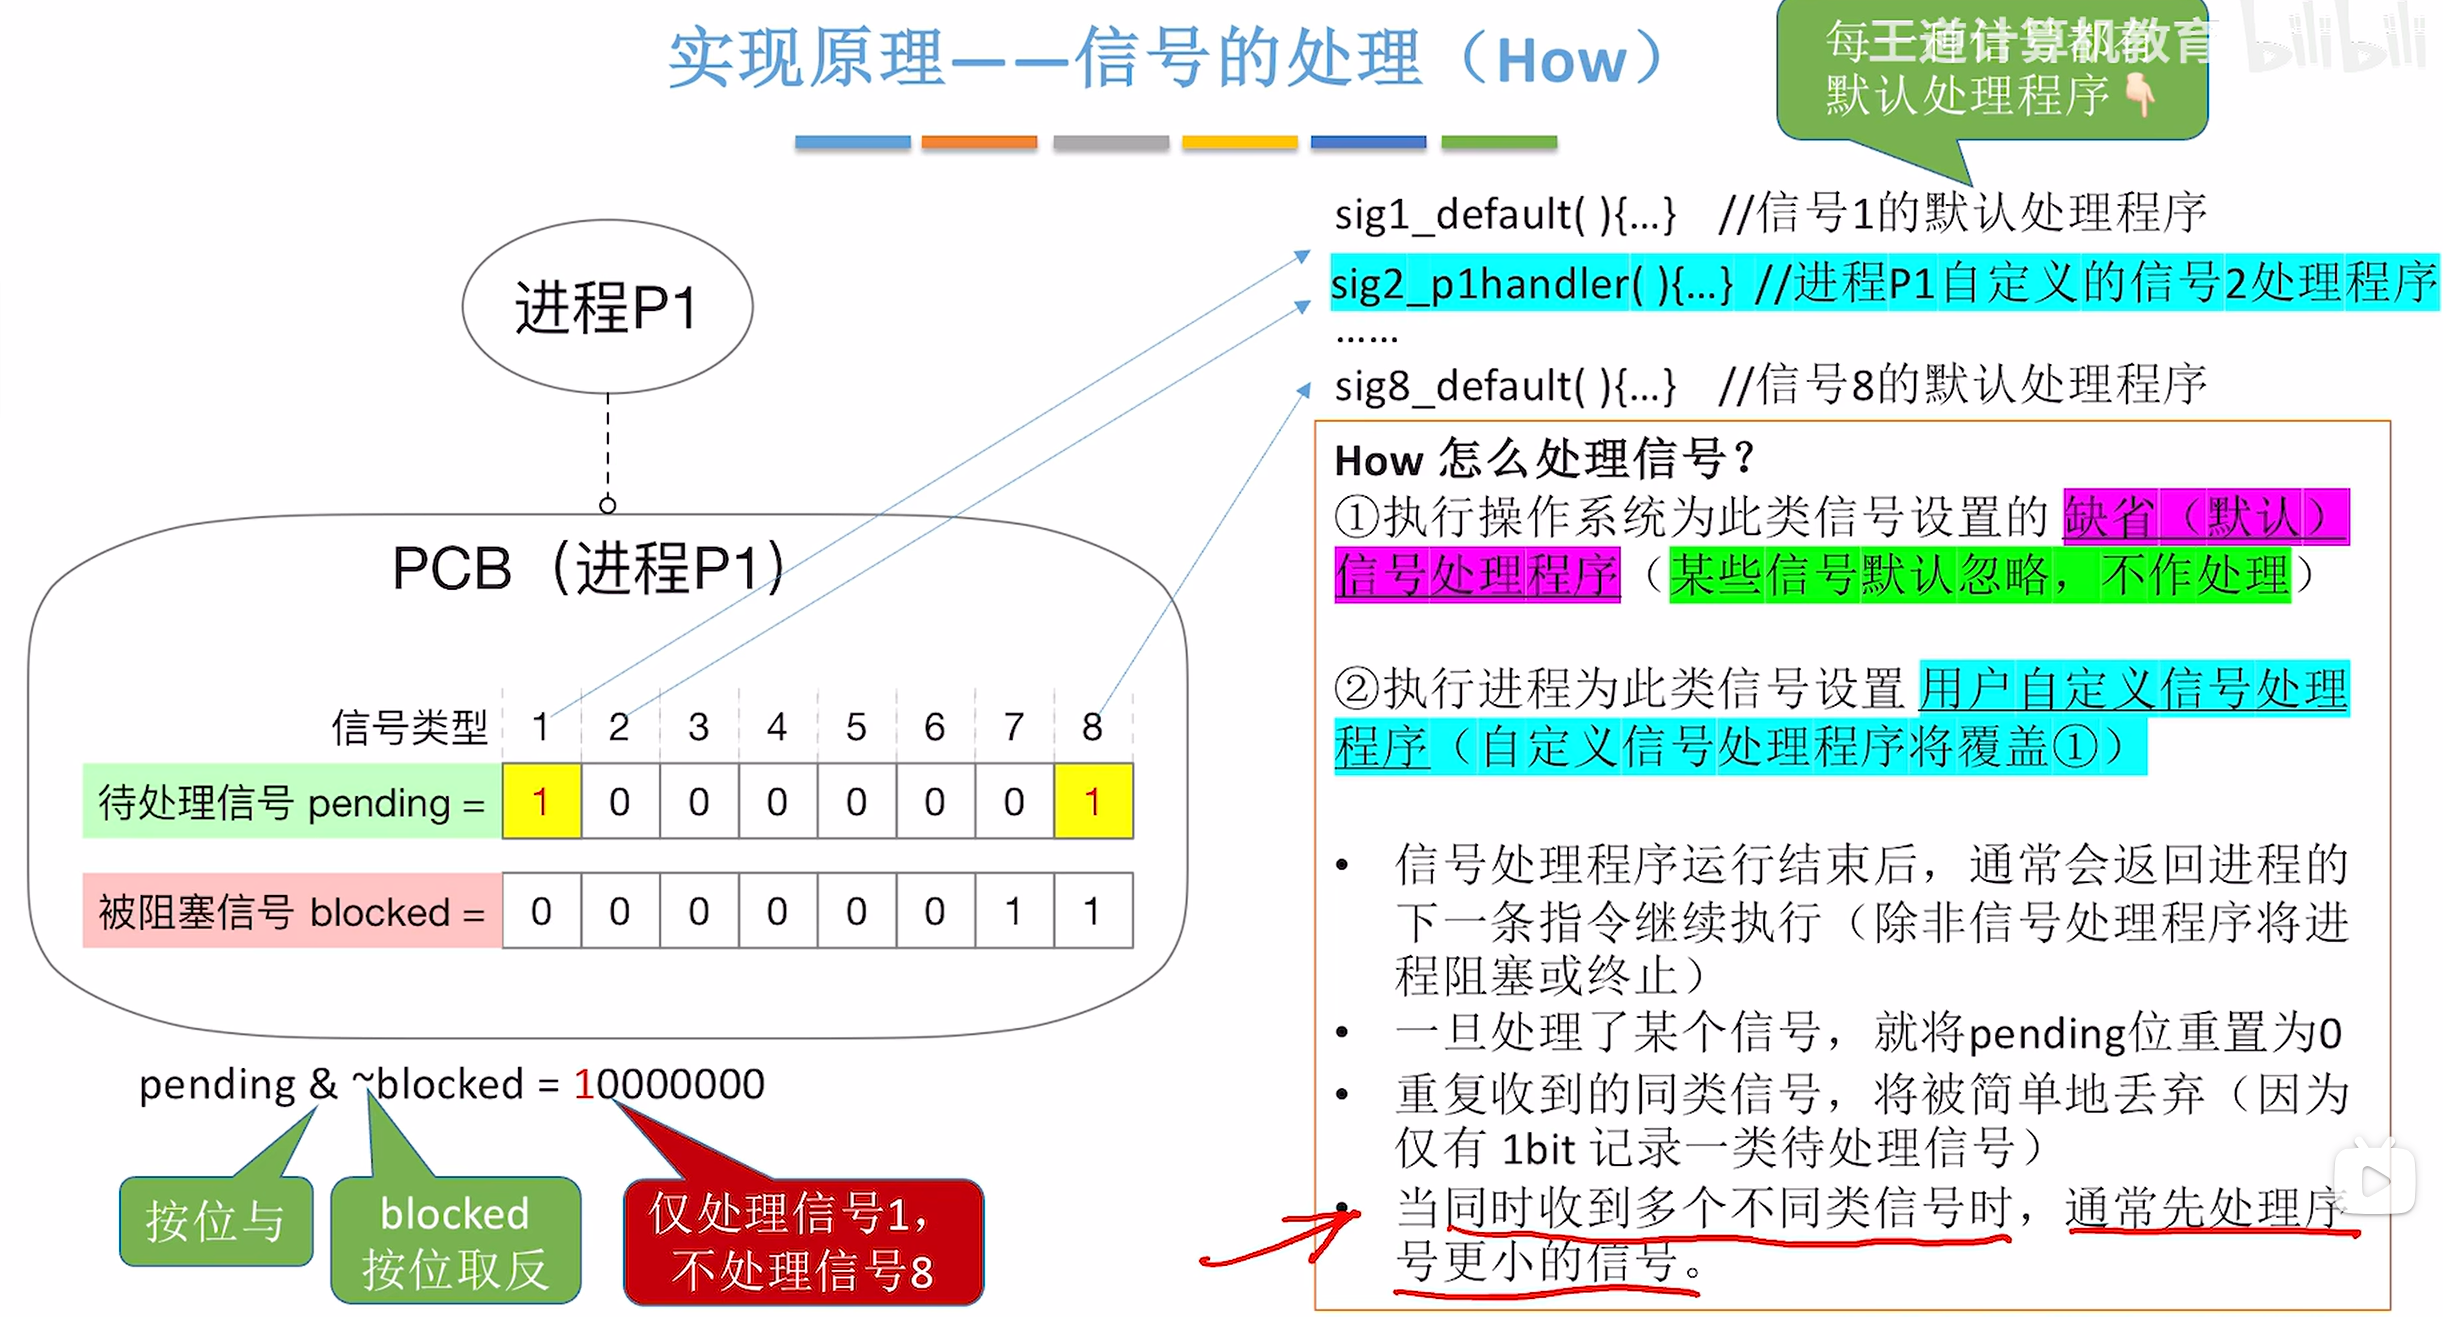 实现原理——信号的处理（How）
王道计算机教育
bilibili
默认处理程序👇
sig1_default( ){...} //信号1的默认处理程序
sig2_p1handler( ){...} //进程P1自定义的信号2处理程序
......
sig8_default( ){...} //信号8的默认处理程序
进程P1
PCB（进程P1）
信号类型 1 2 3 4 5 6 7 8
待处理信号 pending = 1 0 0 0 0 0 0 1
被阻塞信号 blocked = 0 0 0 0 0 0 1 1
pending & ~blocked = 10000000
按位与
blocked
按位取反
仅处理信号1，
不处理信号8
How 怎么处理信号？
①执行操作系统为此类信号设置的 缺省（默认）
信号处理程序（某些信号默认忽略，不作处理）
②执行进程为此类信号设置 用户自定义信号处理
程序（自定义信号处理程序将覆盖①）
• 信号处理程序运行结束后，通常会返回进程的
下一条指令继续执行（除非信号处理程序将进
程阻塞或终止）
• 一旦处理了某个信号，就将pending位重置为0
• 重复收到的同类信号，将被简单地丢弃（因为
仅有 1bit 记录一类待处理信号）
• 当同时收到多个不同类信号时，通常先处理序
号更小的信号。